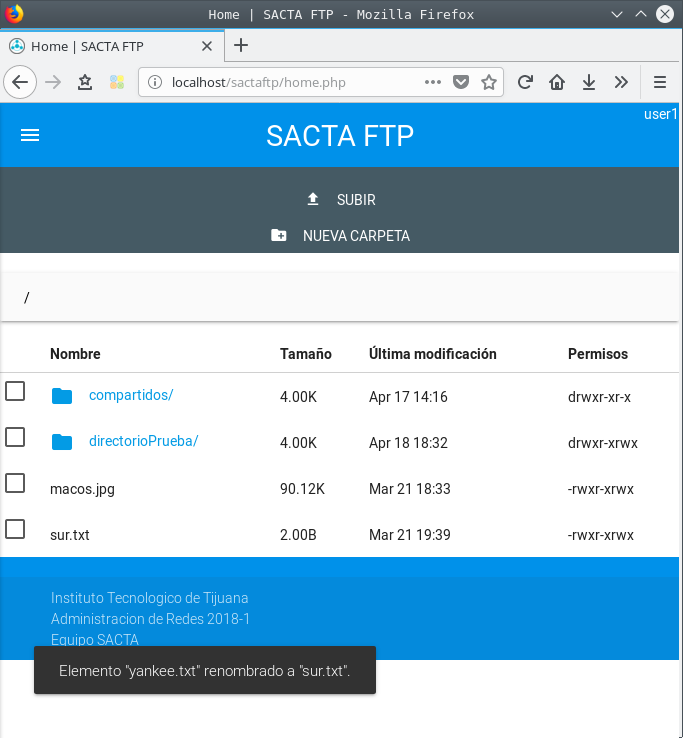 Home | SACTA FTP - Mozilla Firefox
Home | SACTA FTP
localhost/sactaftp/home.php
user1
SACTA FTP
SUBIR
NUEVA CARPETA
/
Nombre Tamaño Última modificación Permisos
compartidos/ 4.00K Apr 17 14:16 drwxr-xr-x
directorioPrueba/ 4.00K Apr 18 18:32 drwxr-xrwx
macos.jpg 90.12K Mar 21 18:33 -rwxr-xrwx
sur.txt 2.00B Mar 21 19:39 -rwxr-xrwx
Instituto Tecnologico de Tijuana
Administracion de Redes 2018-1
Equipo SACTA
Elemento "yankee.txt" renombrado a "sur.txt".